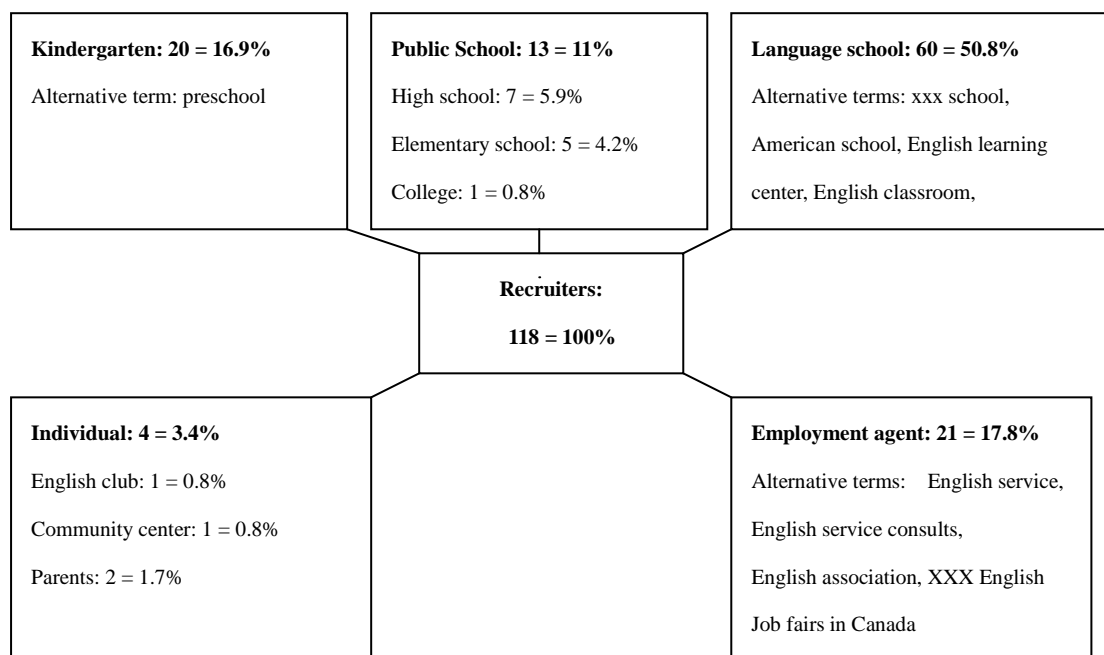 Kindergarten: 20 = 16.9%
Alternative term: preschool
Public School: 13 = 11%
High school: 7 = 5.9%
Elementary school: 5 = 4.2%
College: 1 = 0.8%
Language school: 60 = 50.8%
Alternative terms: xxx school,
American school, English learning
center, English classroom,
Recruiters:
118 = 100%
Individual: 4 = 3.4%
English club: 1 = 0.8%
Community center: 1 = 0.8%
Parents: 2 = 1.7%
Employment agent: 21 = 17.8%
Alternative terms: English service,
English service consults,
English association, XXX English
Job fairs in Canada